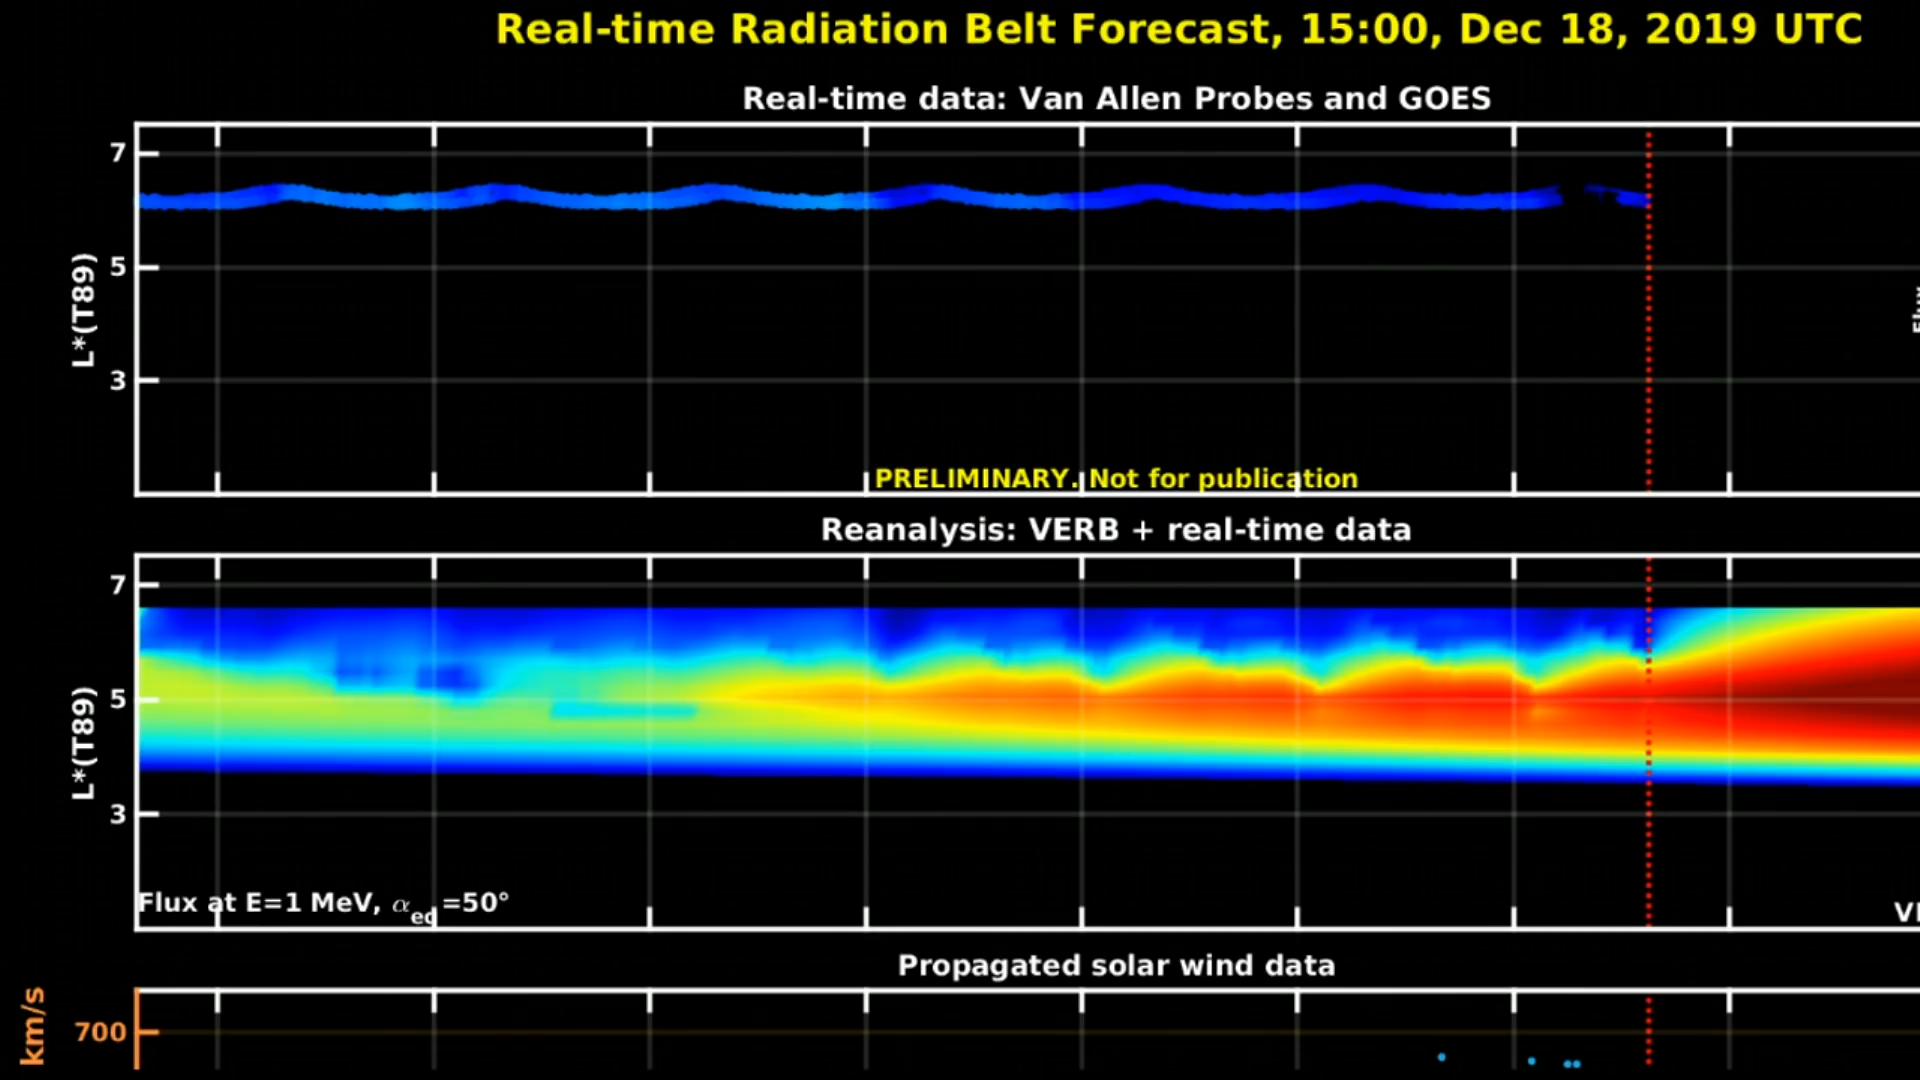 Real-time Radiation Belt Forecast, 15:00, Dec 18, 2019 UTC
Real-time data: Van Allen Probes and GOES
7
5
3
L*(T89)
PRELIMINARY. Not for publication
Reanalysis: VERB + real-time data
7
5
3
L*(T89)
Flux at E=1 MeV, αeq=50°
Propagated solar wind data
km/s
700